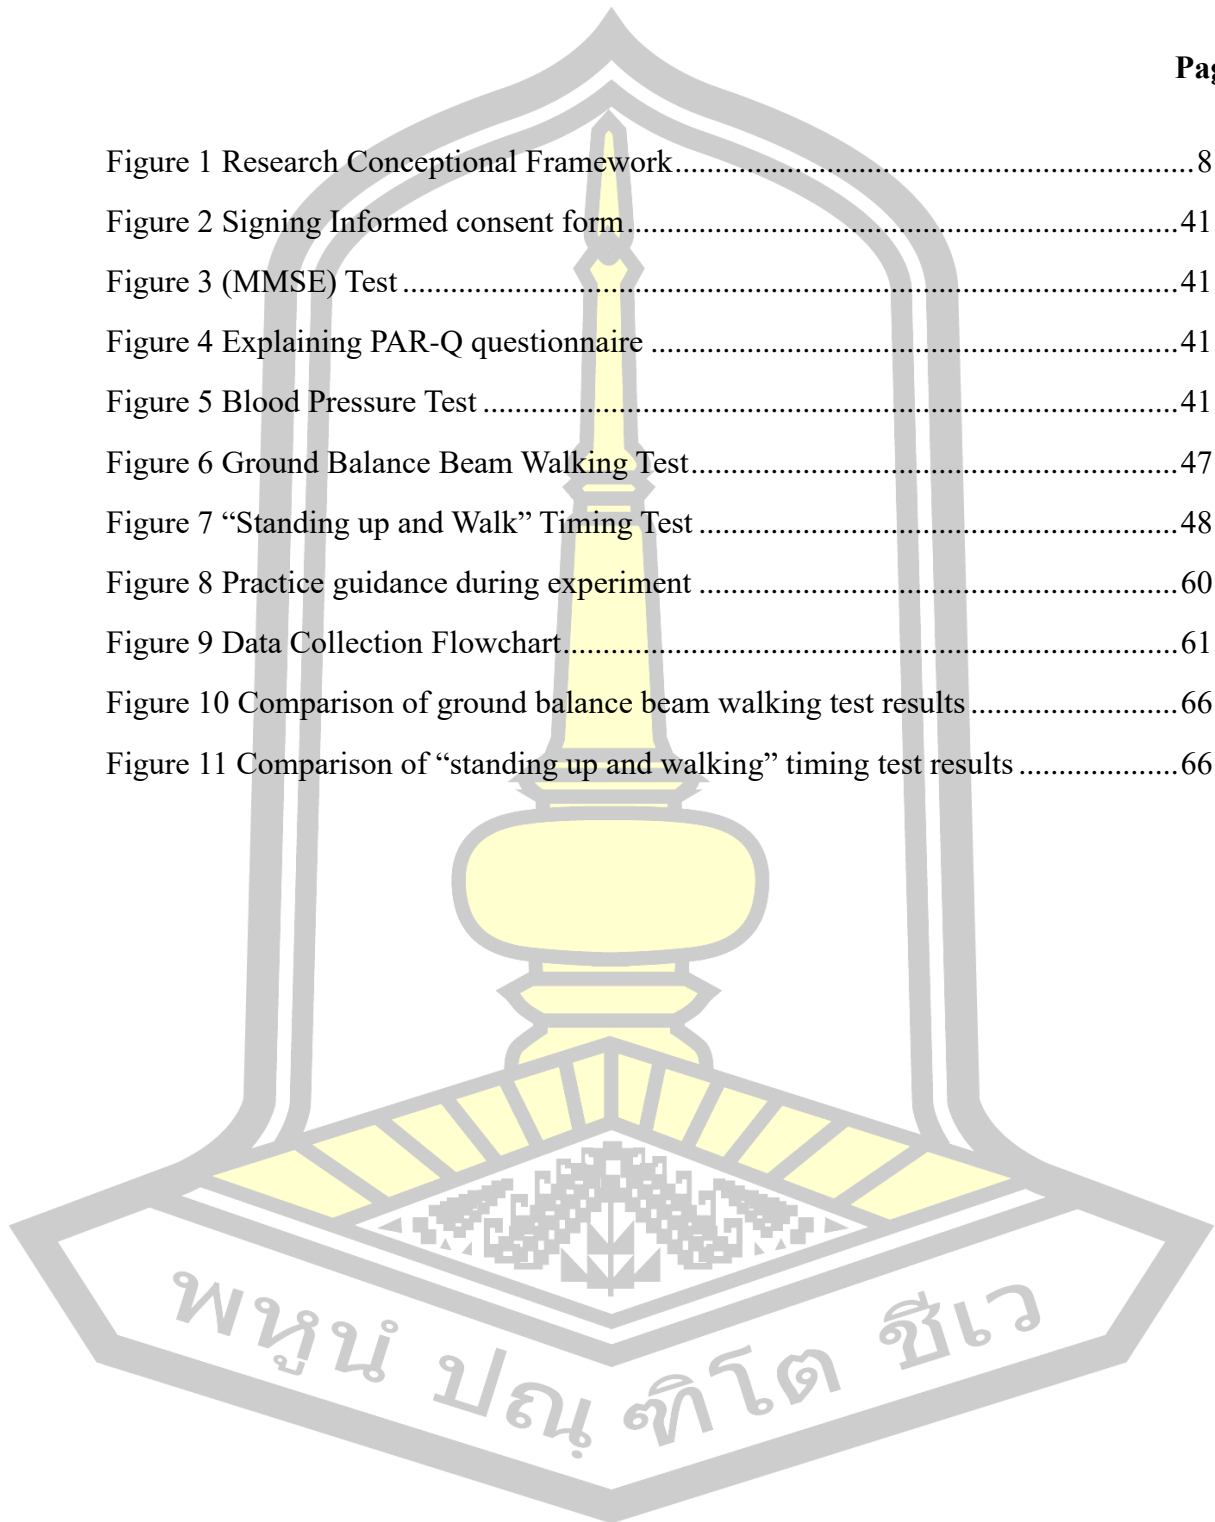 Pag
Figure 1 Research Conceptional Framework................................................................8
Figure 2 Signing Informed consent form.....................................................................41
Figure 3 (MMSE) Test................................................................................................41
Figure 4 Explaining PAR-Q questionnaire..................................................................41
Figure 5 Blood Pressure Test......................................................................................41
Figure 6 Ground Balance Beam Walking Test............................................................47
Figure 7 “Standing up and Walk” Timing Test............................................................48
Figure 8 Practice guidance during experiment............................................................60
Figure 9 Data Collection Flowchart............................................................................61
Figure 10 Comparison of ground balance beam walking test results..........................66
Figure 11 Comparison of “standing up and walking” timing test results....................66
พหูนํ ปณฺ ฑิโต ชีเว